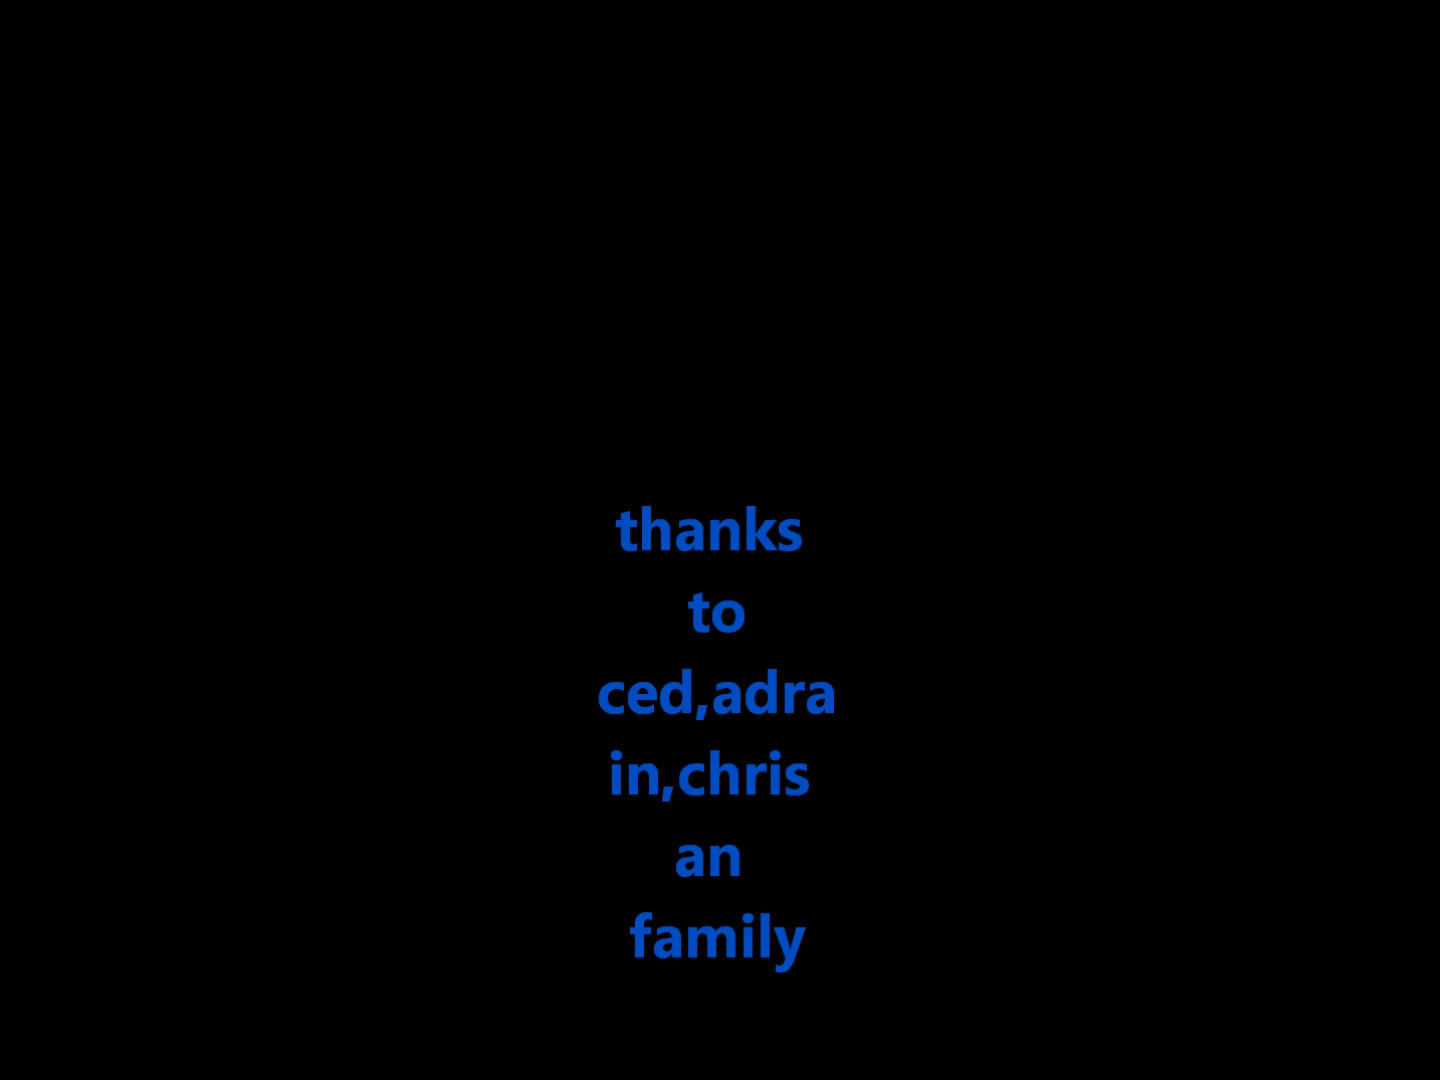 thanks
to
ced,adra
in,chris
an
family